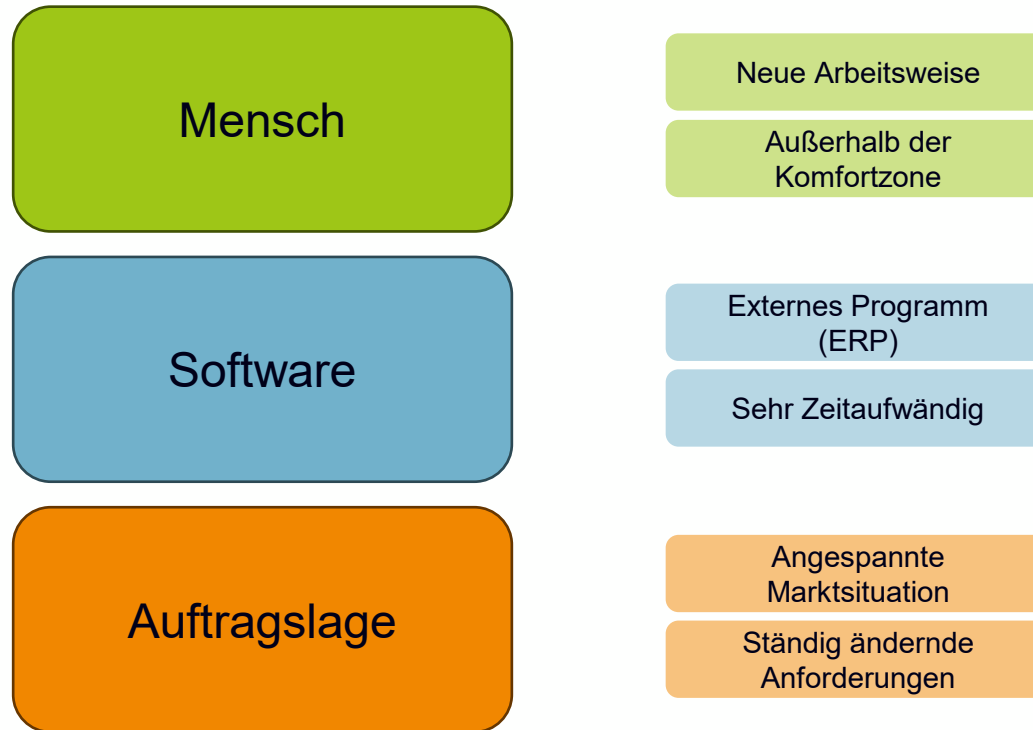 Mensch
Neue Arbeitsweise
Außerhalb der
Komfortzone
Software
Externes Programm
(ERP)
Sehr Zeitaufwändig
Auftragslage
Angespannte
Marktsituation
Ständig ändernde
Anforderungen